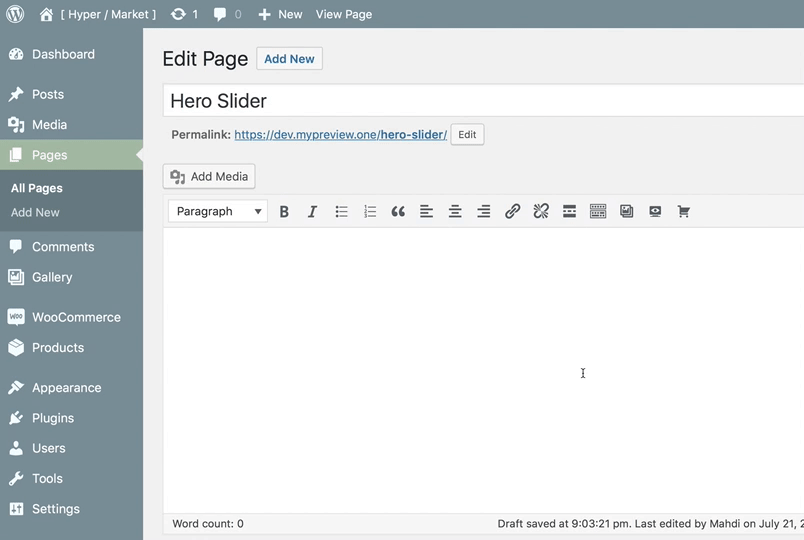 [ Hyper / Market ] 1 0 New View Page
Dashboard
Posts
Media
Pages
All Pages
Add New
Comments
Gallery
WOO WooCommerce
Products
Appearance
Plugins
Users
Tools
Settings
Edit Page Add New
Hero Slider
Permalink: https://dev.mypreview.one/hero-slider/ Edit
Add Media
Paragraph B I
Word count: 0 Draft saved at 9:03:21 pm. Last edited by Mahdi on July 21, 2